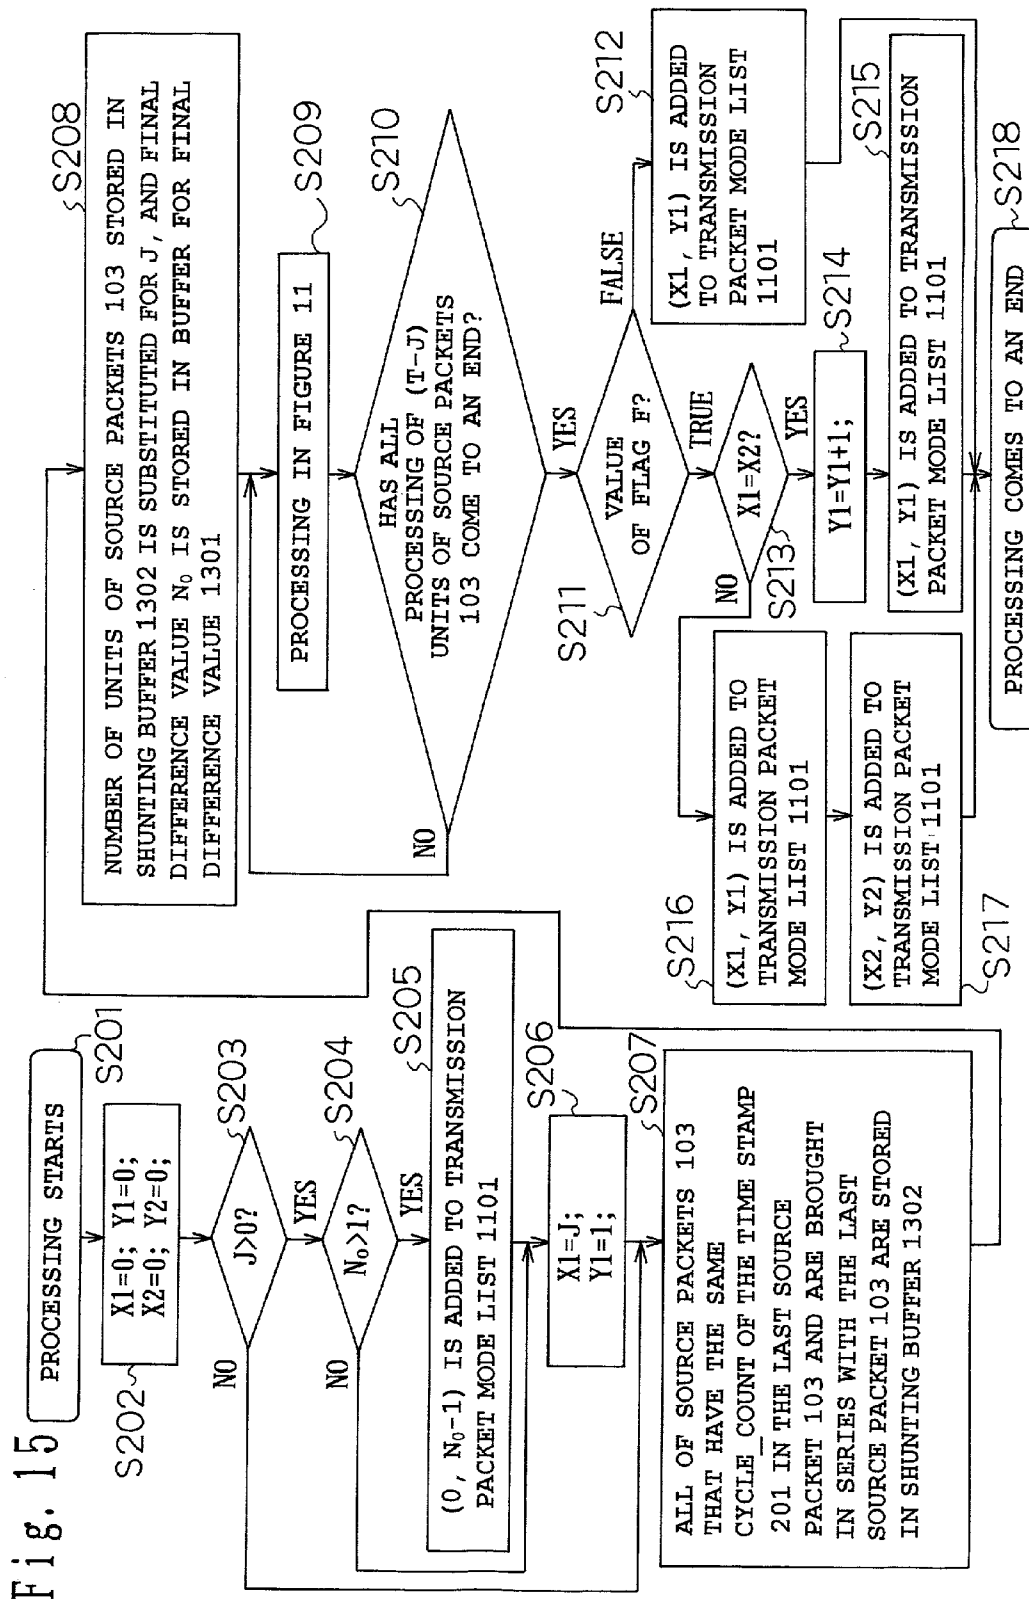 Fig. 15
PROCESSING STARTS
S201
X1=0; Y1=0;
X2=0; Y2=0;
S202
J>0?
S203
YES
NO
N₀>1?
S204
YES
NO
(0, N₀-1) IS ADDED TO TRANSMISSION
PACKET MODE LIST 1101
S205
X1=J;
Y1=1;
S206
ALL OF SOURCE PACKETS 103
THAT HAVE THE SAME
CYCLE_COUNT OF THE TIME STAMP
201 IN THE LAST SOURCE
PACKET 103 AND ARE BROUGHT
IN SERIES WITH THE LAST
SOURCE PACKET 103 ARE STORED
IN SHUNTING BUFFER 1302
S207
NUMBER OF UNITS OF SOURCE PACKETS 103 STORED IN
SHUNTING BUFFER 1302 IS SUBSTITUTED FOR J, AND FINAL
DIFFERENCE VALUE N₀ IS STORED IN BUFFER FOR FINAL
DIFFERENCE VALUE 1301
S208
PROCESSING IN FIGURE 11
S209
HAS ALL
PROCESSING OF (T-J)
UNITS OF SOURCE PACKETS
103 COME TO AN END?
S210
NO
YES
VALUE
OF FLAG F?
S211
FALSE
TRUE
(X1, Y1) IS ADDED
TO TRANSMISSION
PACKET MODE LIST
1101
S212
X1=X2?
S213
NO
YES
Y1=Y1+1;
S214
(X1, Y1) IS ADDED TO TRANSMISSION
PACKET MODE LIST 1101
S215
(X1, Y1) IS ADDED TO
TRANSMISSION PACKET
MODE LIST 1101
S216
(X2, Y2) IS ADDED TO
TRANSMISSION PACKET
MODE LIST 1101
S217
PROCESSING COMES TO AN END
S218